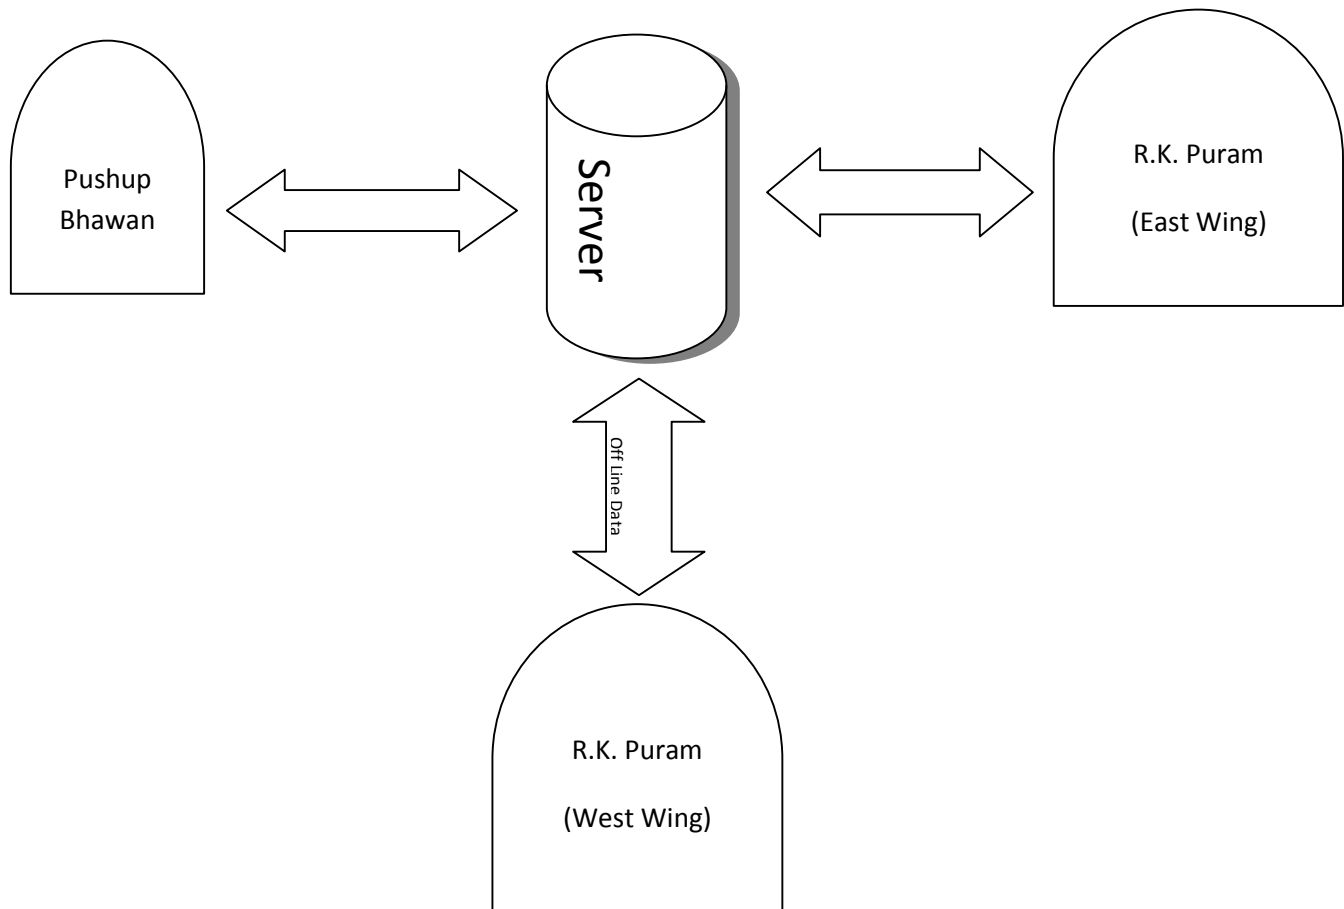 Pushup
Bhawan
Server
R.K. Puram
(East Wing)
Off Line Data
R.K. Puram
(West Wing)